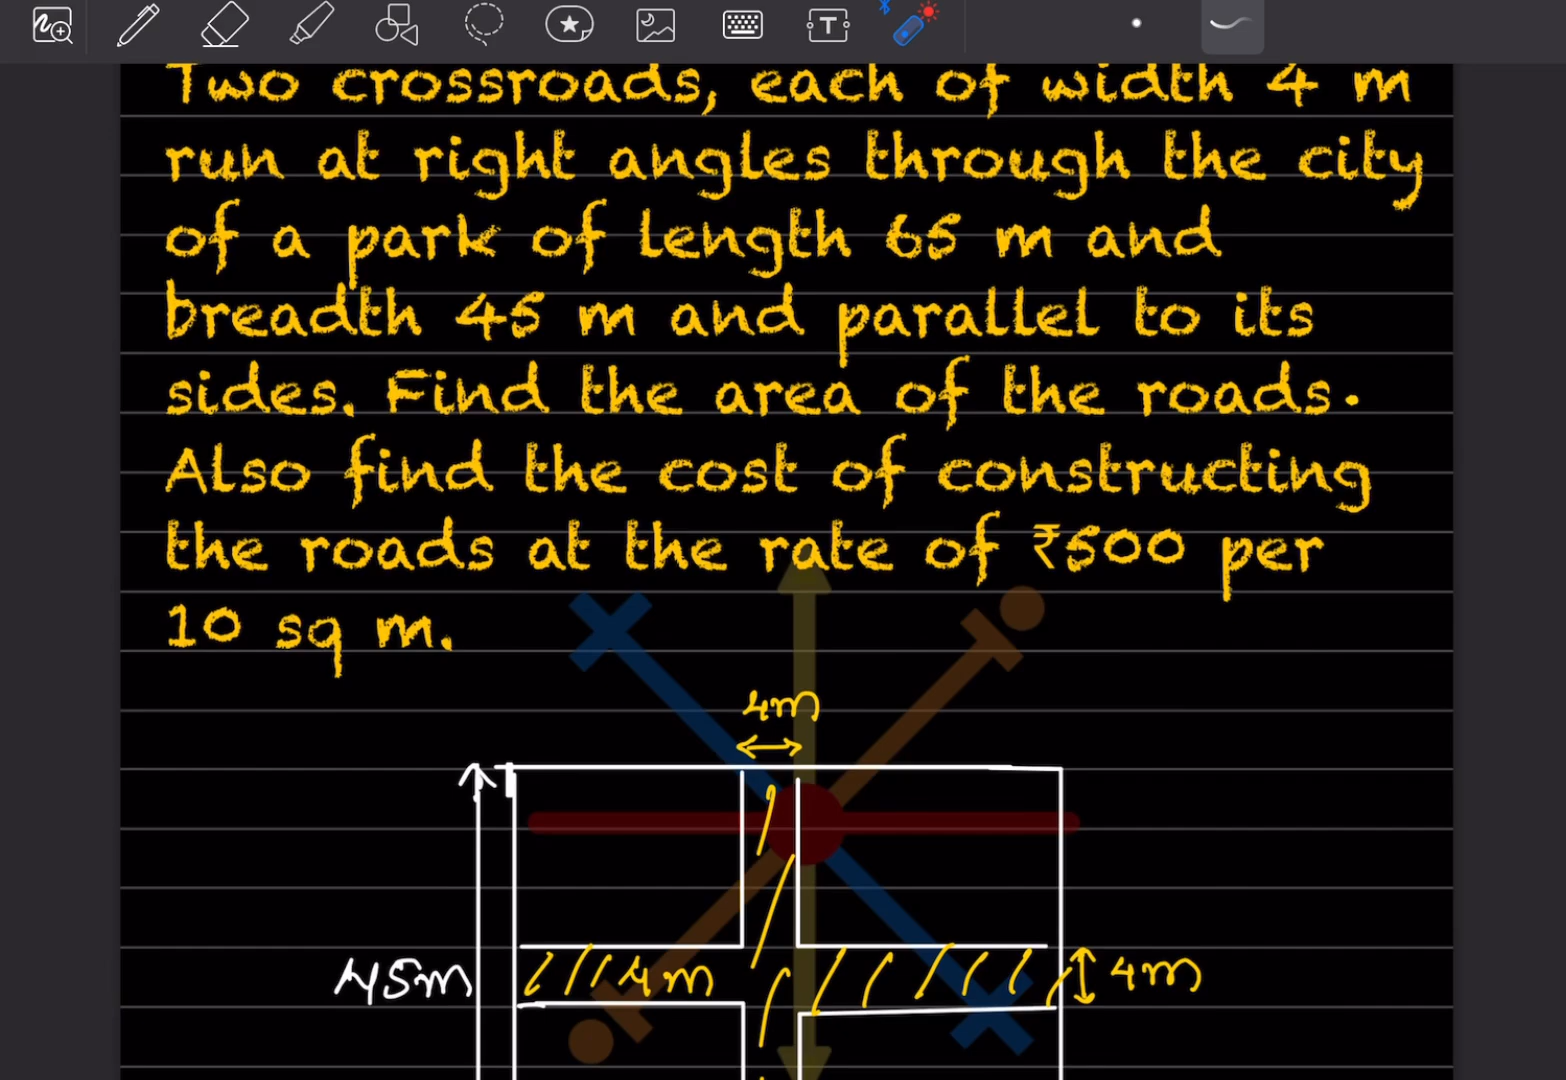 Two crossroads, each of width 4 m
run at right angles through the city
of a park of length 65 m and
breadth 45 m and parallel to its
sides. Find the area of the roads.
Also find the cost of constructing
the roads at the rate of ₹500 per
10 sq m.
4m
45m
4m
4m